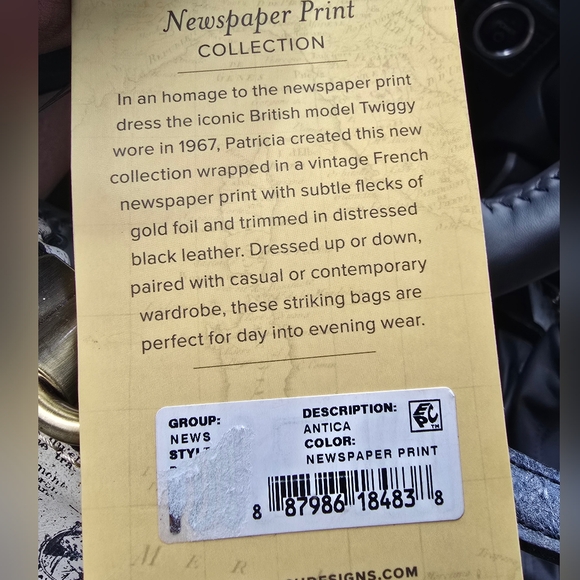 Newspaper Print
COLLECTION
In an homage to the newspaper print
dress the iconic British model Twiggy
wore in 1967, Patricia created this new
collection wrapped in a vintage French
newspaper print with subtle flecks of
gold foil and trimmed in distressed
black leather. Dressed up or down,
paired with casual or contemporary
wardrobe, these striking bags are
perfect for day into evening wear.
GROUP:
NEWS
DESCRIPTION:
ANTICA
COLOR:
NEWSPAPER PRINT
EPC TM
8 87986 18483 8